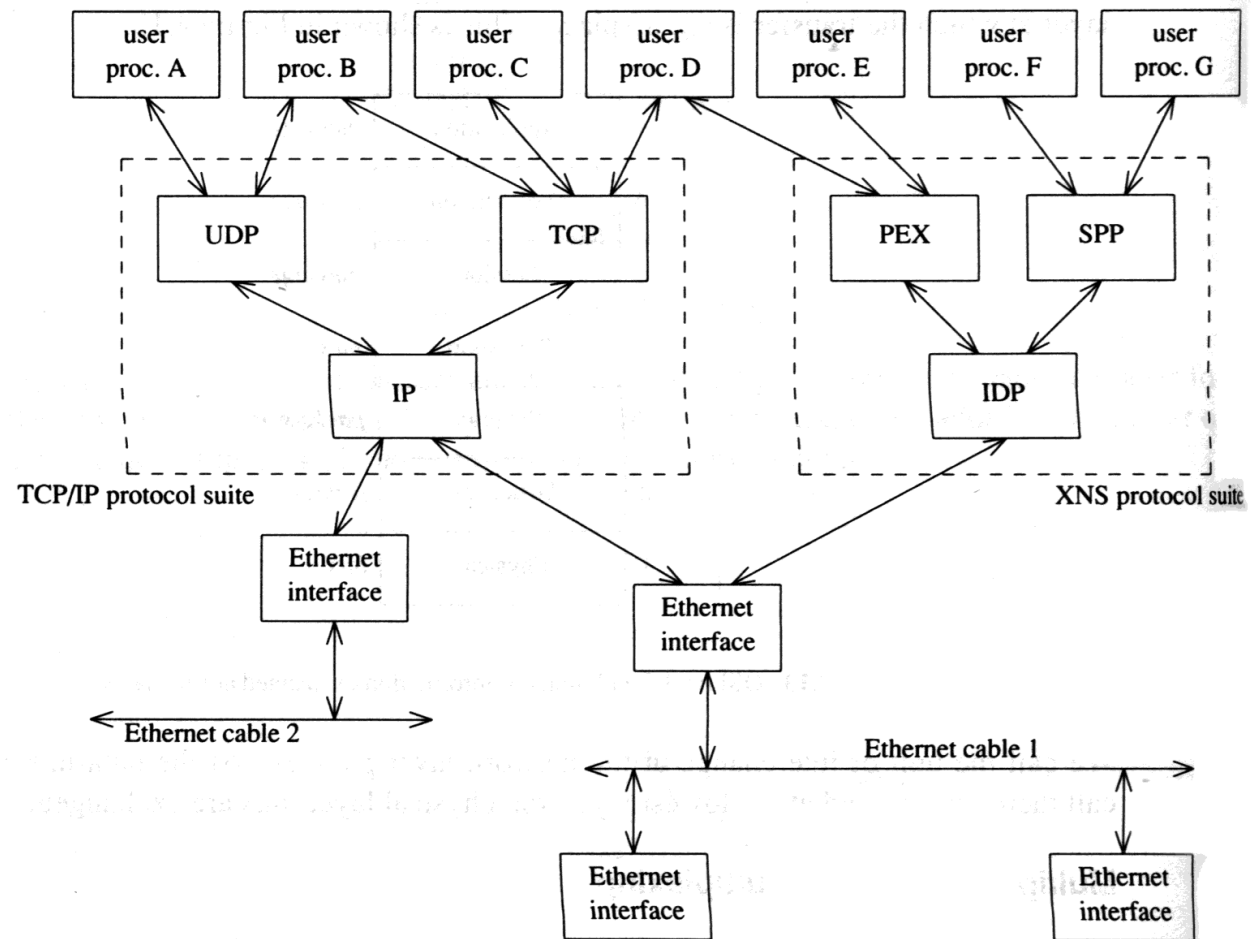 user
proc. A
user
proc. B
user
proc. C
user
proc. D
user
proc. E
user
proc. F
user
proc. G
UDP
TCP
PEX
SPP
IP
IDP
TCP/IP protocol suite
XNS protocol suite
Ethernet
interface
Ethernet
interface
Ethernet cable 2
Ethernet cable 1
Ethernet
interface
Ethernet
interface